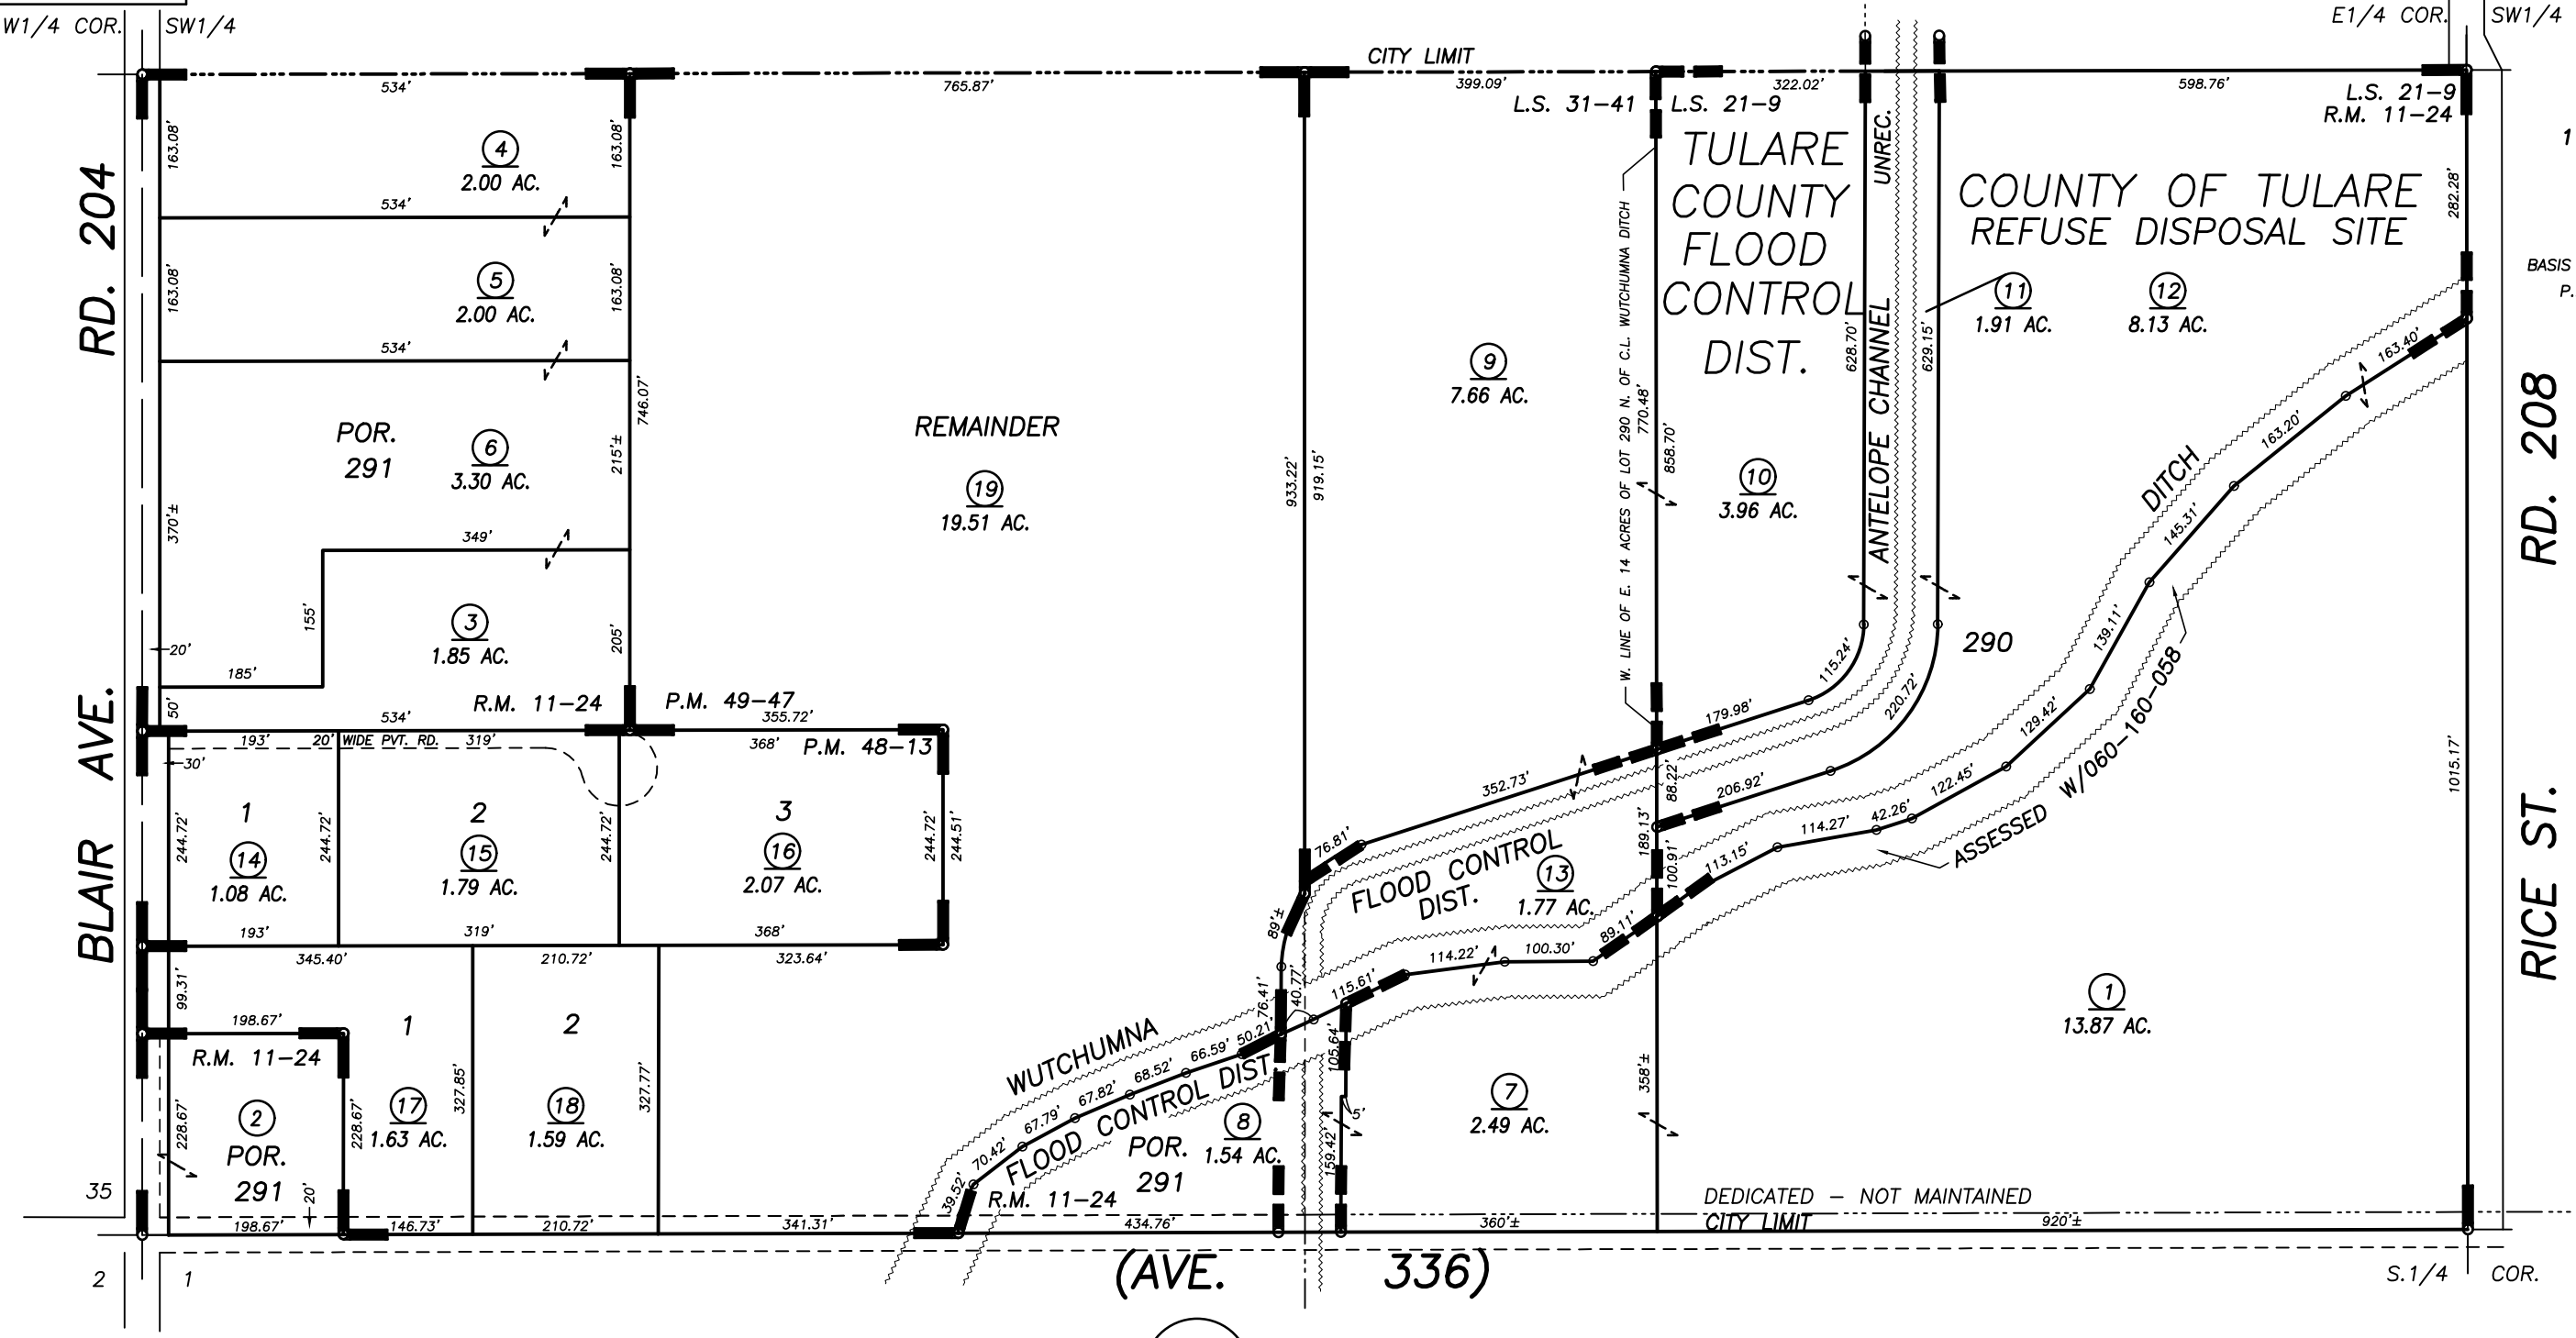 W1/4 COR.
SW1/4
E1/4 COR.
SW1/4
CITY LIMIT
534'
765.87'
399.09'
322.02'
598.76'
L.S. 31-41
L.S. 21-9
L.S. 21-9
R.M. 11-24
1
RD. 204
BLAIR AVE.
163.08'
4
2.00 AC.
163.08'
534'
163.08'
5
2.00 AC.
163.08'
534'
POR.
291
6
3.30 AC.
215'±
746.07'
370'±
349'
155'
3
1.85 AC.
205'
20'
185'
50'
R.M. 11-24
534'
REMAINDER
19
19.51 AC.
933.22'
919.15'
9
7.66 AC.
W. LINE OF E. 14 ACRES OF LOT 290 N. OF C.L. WUTCHUMNA DITCH
770.48'
858.70'
TULARE
COUNTY
FLOOD
CONTROL
DIST.
10
3.96 AC.
628.70'
UNREC.
ANTELOPE CHANNEL
629.15'
COUNTY OF TULARE
REFUSE DISPOSAL SITE
11
1.91 AC.
12
8.13 AC.
282.28'
BASIS
P.
RD. 208
RICE ST.
163.40'
163.20'
DITCH
145.31'
139.11'
129.42'
122.45'
42.26'
114.27'
113.15'
89.11'
290
115.24'
220.72'
179.98'
206.92'
352.73'
76.81'
88.22'
189.13'
100.91'
ASSESSED W/060-160-058
1015.17'
P.M. 49-47
355.72'
193'
20' WIDE PVT. RD.
319'
368'
P.M. 48-13
30'
244.72'
1
14
1.08 AC.
244.72'
2
15
1.79 AC.
244.72'
3
16
2.07 AC.
244.72'
244.51'
193'
319'
368'
345.40'
210.72'
323.64'
99.31'
198.67'
R.M. 11-24
228.67'
2
POR.
291
228.67'
20'
198.67'
1
17
1.63 AC.
327.85'
146.73'
2
18
1.59 AC.
327.77'
210.72'
341.31'
WUTCHUMNA
FLOOD CONTROL DIST.
39.52'
70.42'
67.79'
67.82'
68.52'
66.59'
50.21'
R.M. 11-24
POR.
291
8
1.54 AC.
434.76'
89'±
76.41'
40.77'
115.61'
114.22'
100.30'
FLOOD CONTROL
DIST.
13
1.77 AC.
105.64'
5'
159.42'
7
2.49 AC.
358'±
360'±
1
13.87 AC.
DEDICATED - NOT MAINTAINED
CITY LIMIT
920'±
35
2
1
(AVE. 336)
S.1/4 COR.